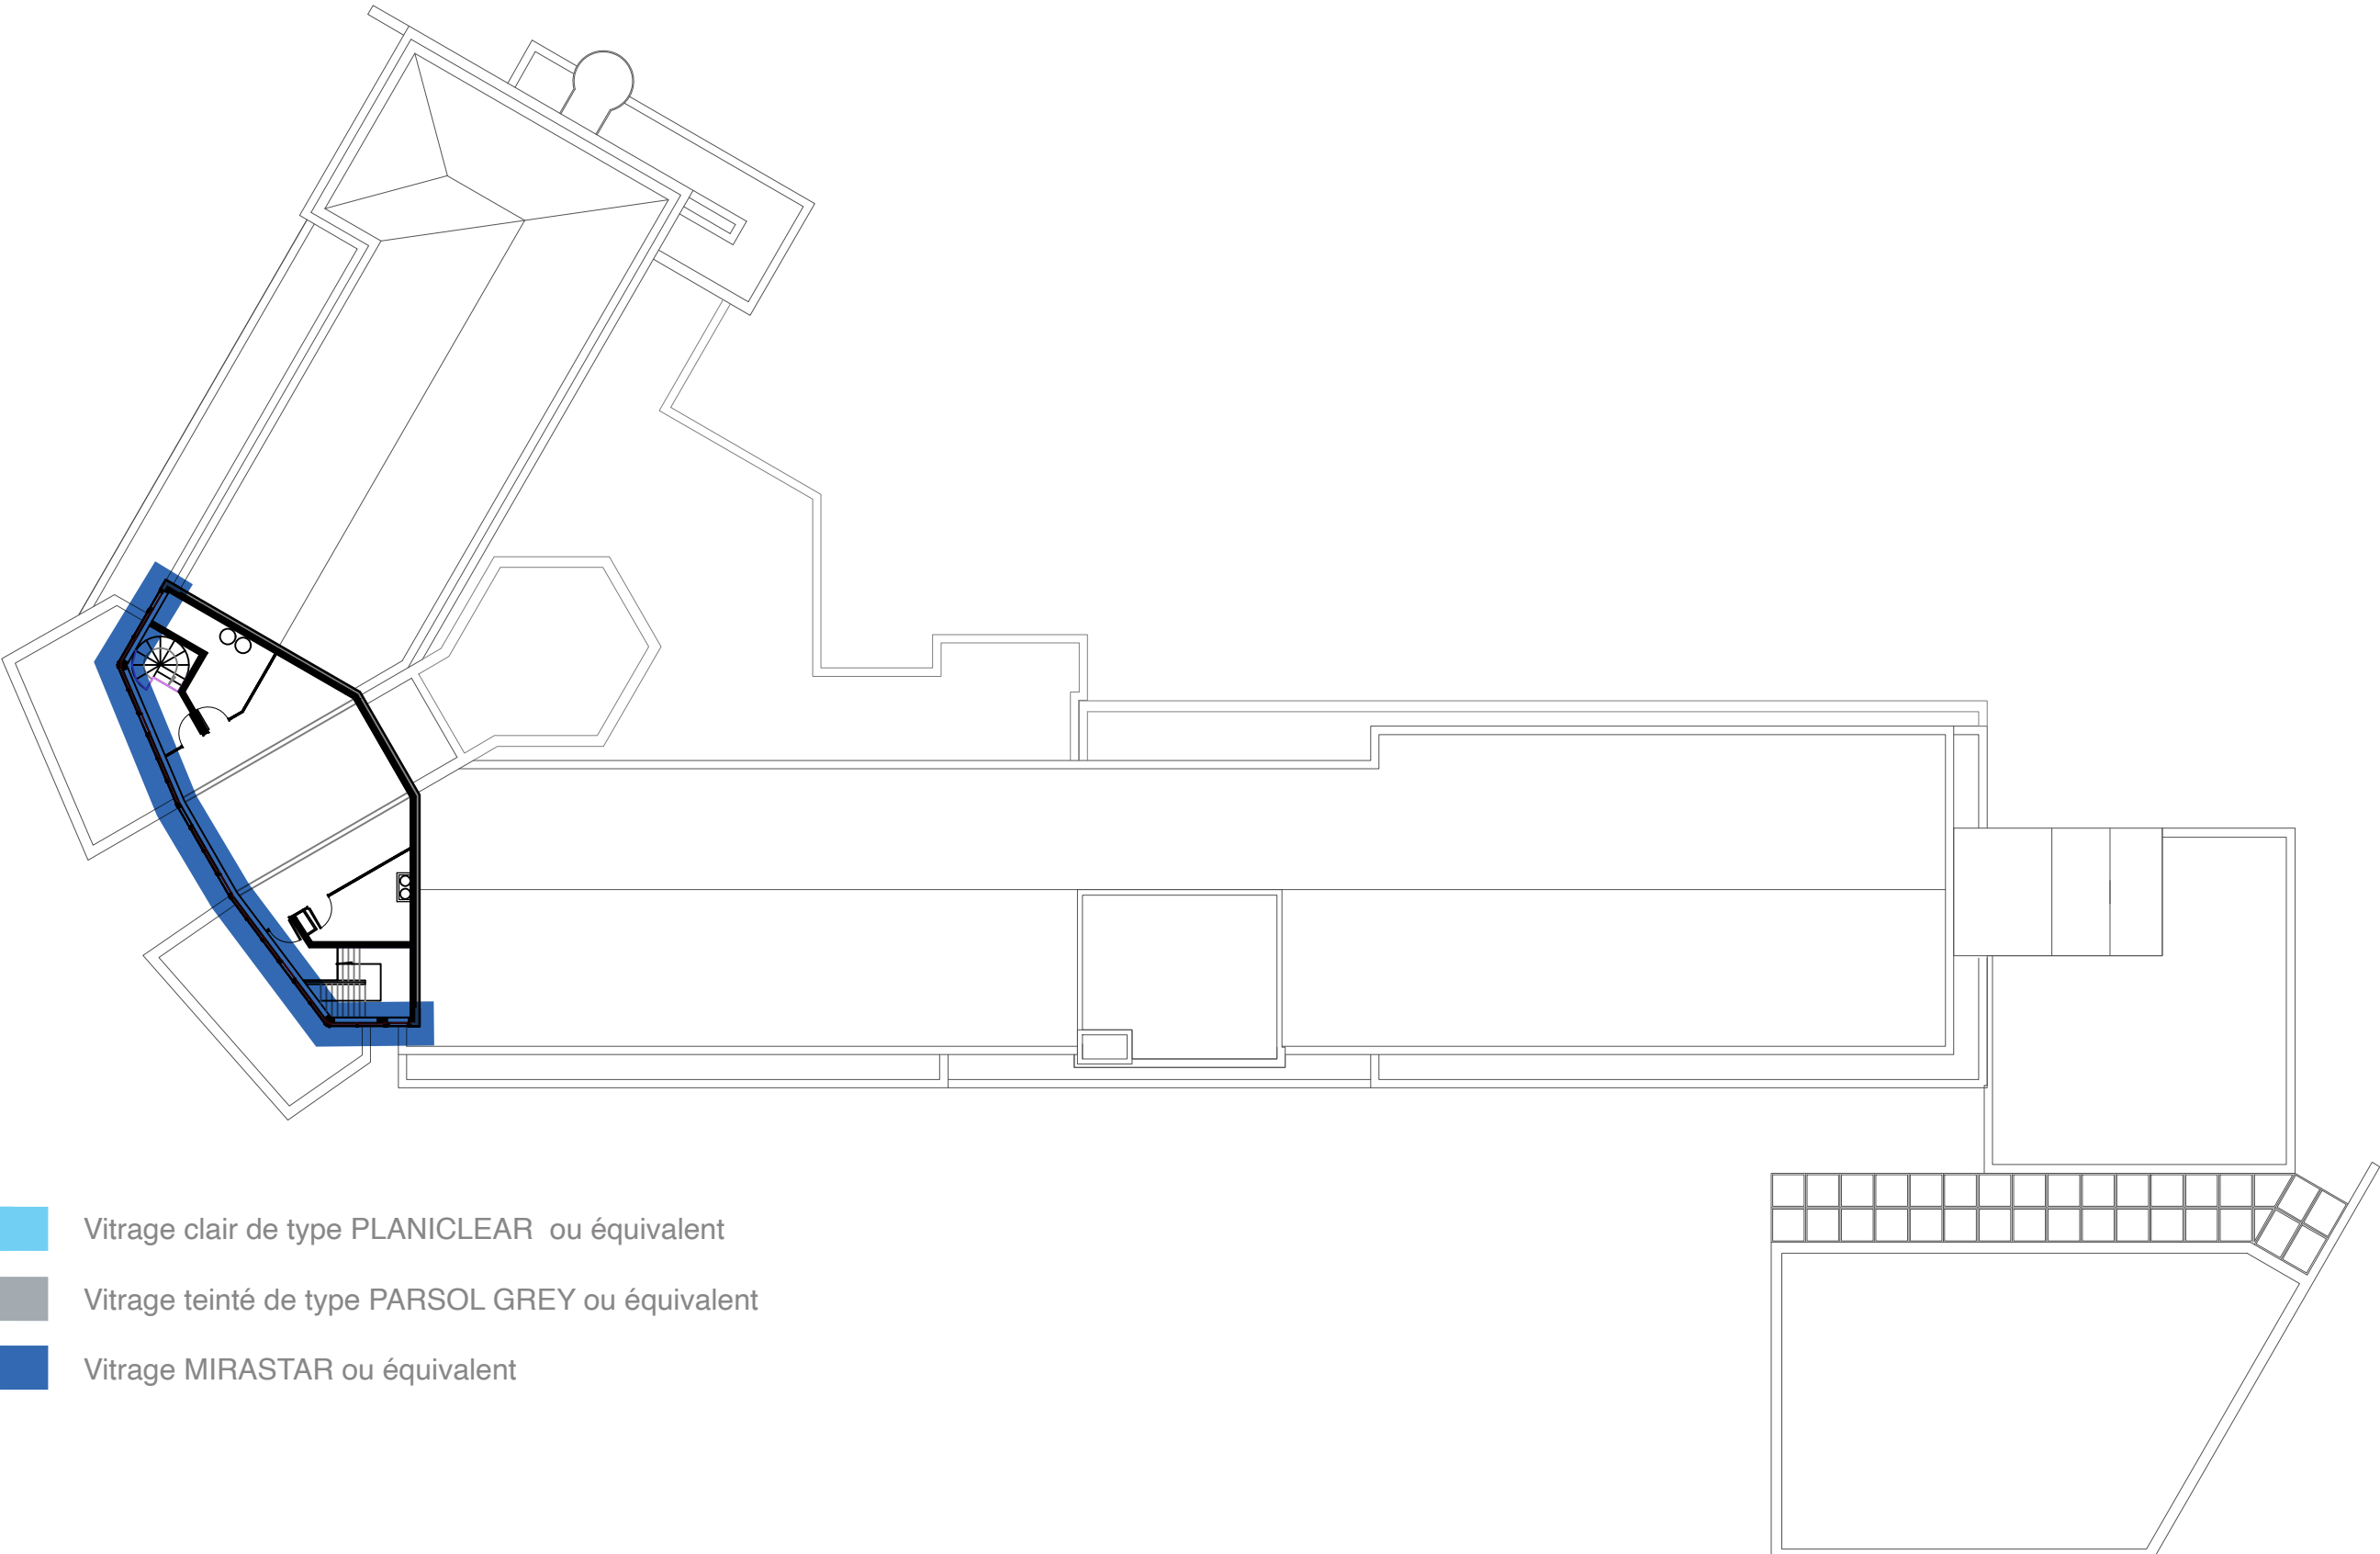 Vitrage clair de type PLANICLEAR ou équivalent
Vitrage teinté de type PARSOL GREY ou équivalent
Vitrage MIRASTAR ou équivalent